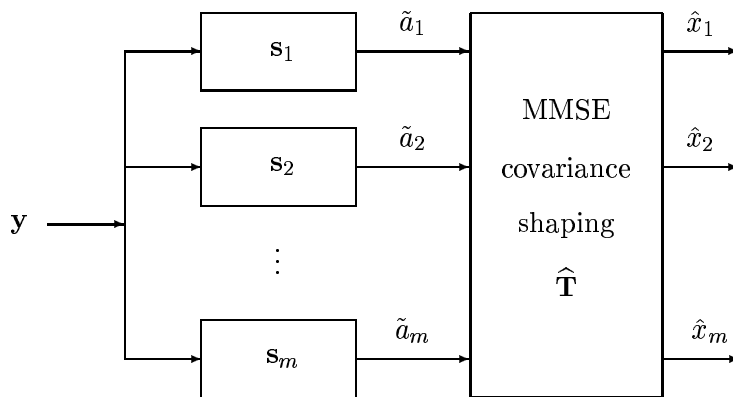 s₁ ã₁ x̂₁
MMSE
s₂ ã₂ covariance x̂₂
shaping
y
⋮
T̂
sₘ ãₘ x̂ₘ